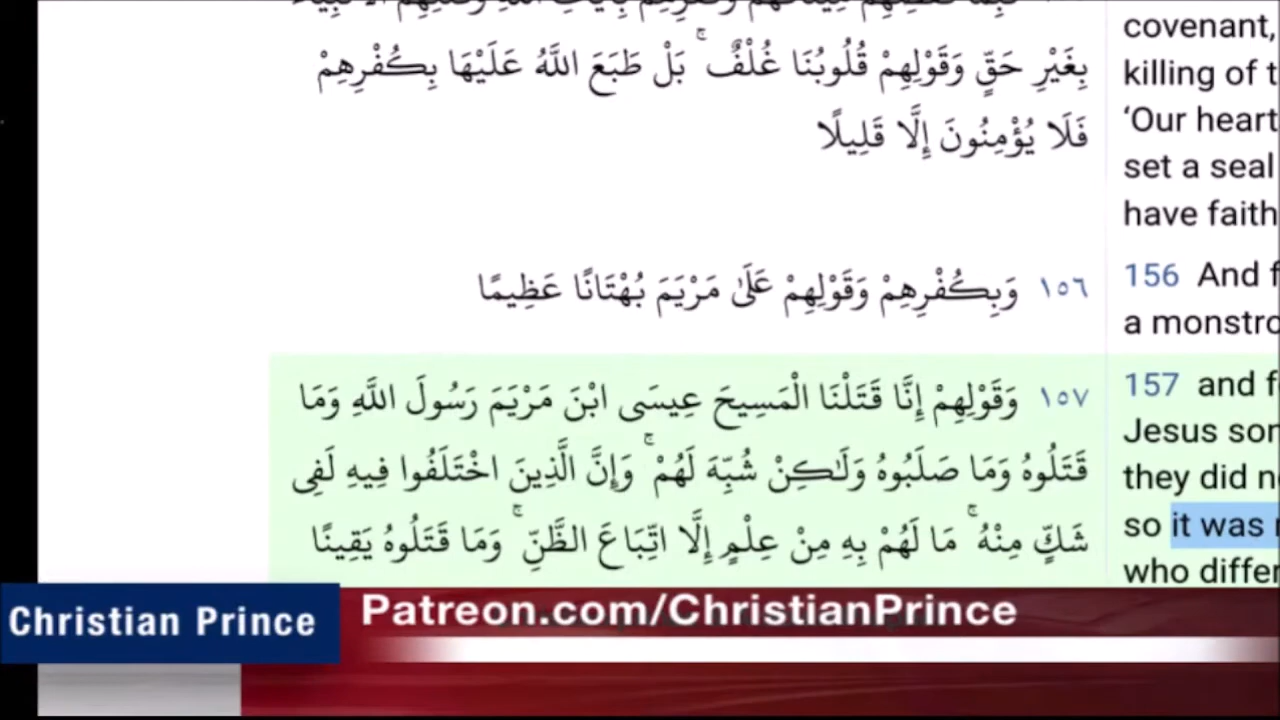 بِغَيْرِ حَقٍّ وَقَوْلِهِمْ قُلُوبُنَا غُلْفٌ ۚ بَلْ طَبَعَ اللَّهُ عَلَيْهَا بِكُفْرِهِمْ
فَلَا يُؤْمِنُونَ إِلَّا قَلِيلًا
١٥٦ وَبِكُفْرِهِمْ وَقَوْلِهِمْ عَلَىٰ مَرْيَمَ بُهْتَانًا عَظِيمًا
١٥٧ وَقَوْلِهِمْ إِنَّا قَتَلْنَا الْمَسِيحَ عِيسَى ابْنَ مَرْيَمَ رَسُولَ اللَّهِ وَمَا
قَتَلُوهُ وَمَا صَلَبُوهُ وَلَٰكِنْ شُبِّهَ لَهُمْ ۚ وَإِنَّ الَّذِينَ اخْتَلَفُوا فِيهِ لَفِي
شَكٍّ مِنْهُ ۚ مَا لَهُمْ بِهِ مِنْ عِلْمٍ إِلَّا اتِّبَاعَ الظَّنِّ ۚ وَمَا قَتَلُوهُ يَقِينًا
covenant,
killing of t
‘Our heart
set a seal
have faith
156 And f
a monstro
157 and f
Jesus son
they did n
so it was
who differ
Christian Prince
Patreon.com/ChristianPrince